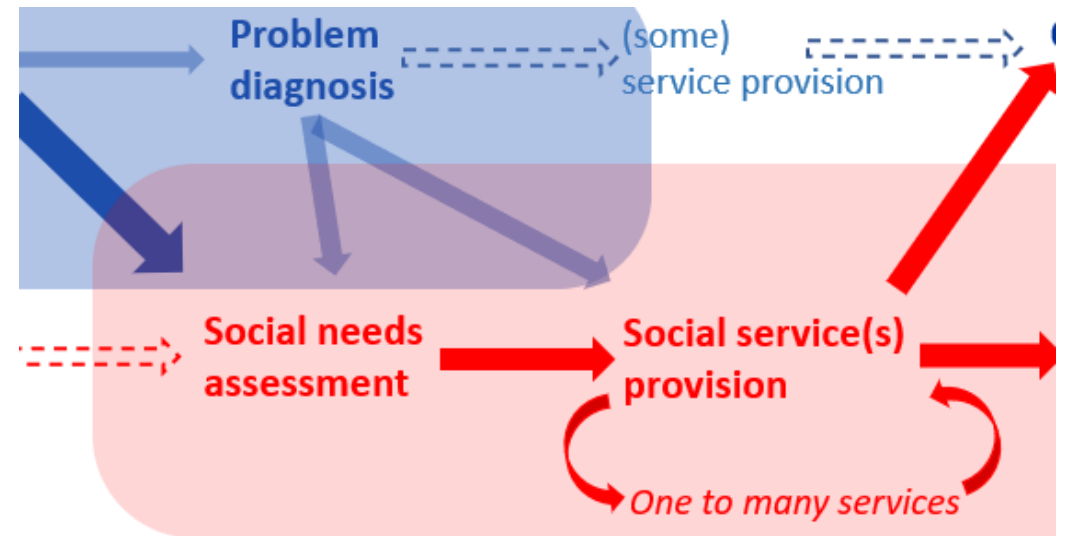 Problem
diagnosis
(some)
service provision
Social needs
assessment
Social service(s)
provision
One to many services